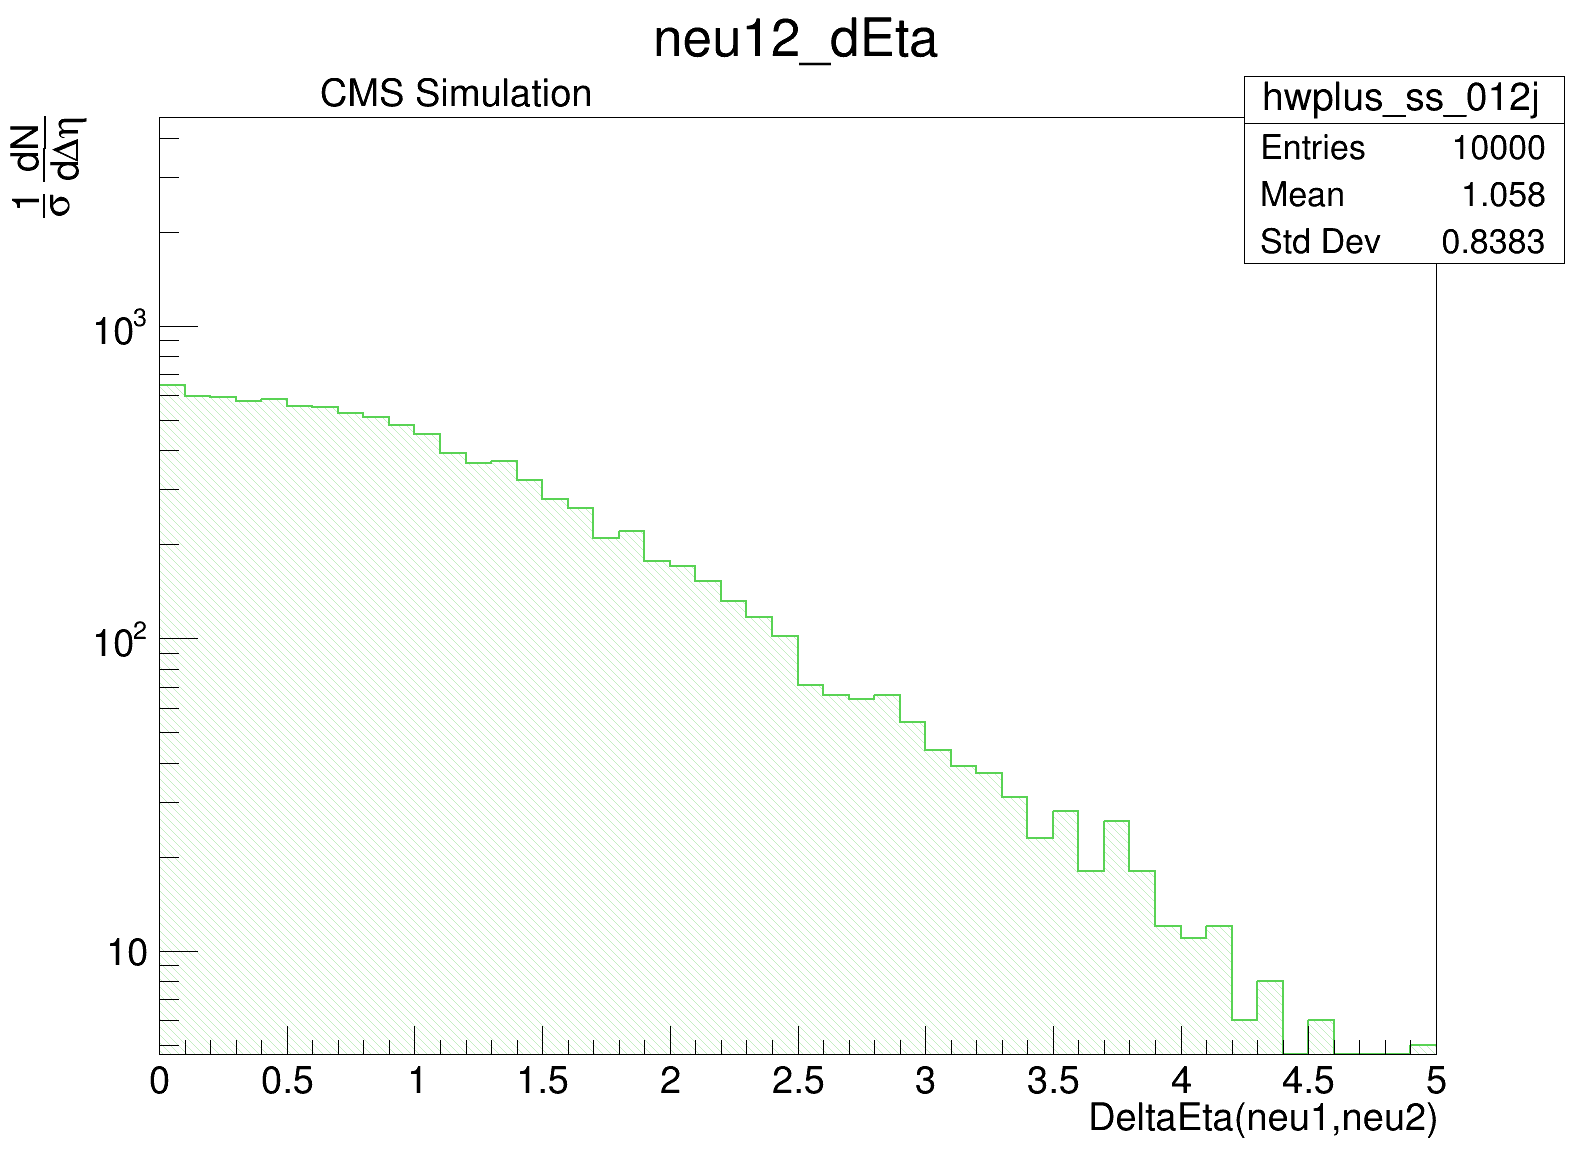 neu12_dEta
CMS Simulation
hwplus_ss_012j
Entries 10000
Mean 1.058
Std Dev 0.8383
1/σ dN/dΔη
10³
10²
10
0 0.5 1 1.5 2 2.5 3 3.5 4 4.5 5
DeltaEta(neu1,neu2)